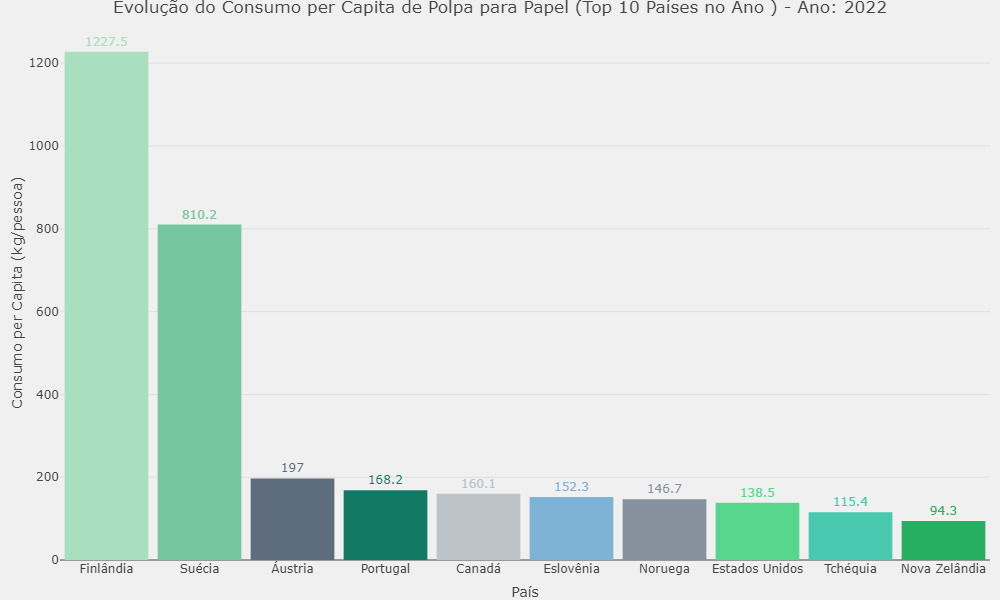 Evolução do Consumo per Capita de Polpa para Papel (Top 10 Países no Ano ) - Ano: 2022
Consumo per Capita (kg/pessoa)
1200
1000
800
600
400
200
0
1227.5
810.2
197
168.2
160.1
152.3
146.7
138.5
115.4
94.3
Finlândia
Suécia
Áustria
Portugal
Canadá
Eslovênia
Noruega
Estados Unidos
Tchéquia
Nova Zelândia
País